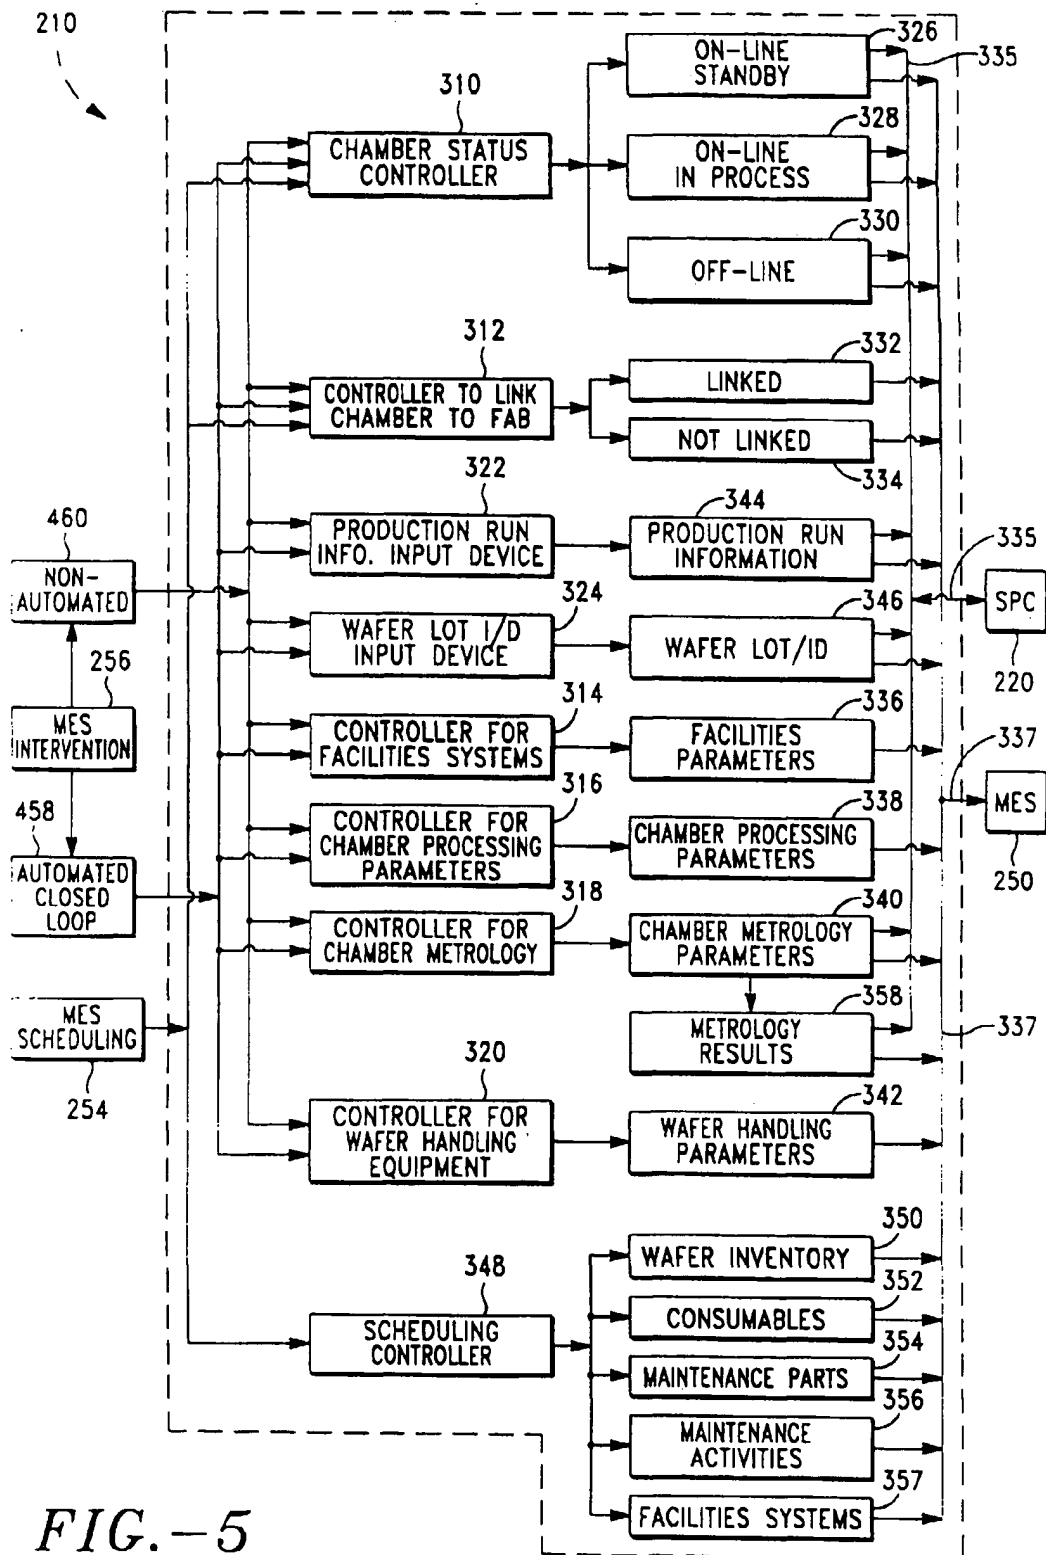 210
326
ON-LINE
STANDBY
335
310
CHAMBER STATUS
CONTROLLER
328
ON-LINE
IN PROCESS
330
OFF-LINE
312
CONTROLLER TO LINK
CHAMBER TO FAB
332
LINKED
NOT LINKED
334
322
PRODUCTION RUN
INFO. INPUT DEVICE
344
PRODUCTION RUN
INFORMATION
460
NON-
AUTOMATED
335
SPC
220
324
WAFER LOT I/D
INPUT DEVICE
346
WAFER LOT/ID
256
MES
INTERVENTION
314
CONTROLLER FOR
FACILITIES SYSTEMS
336
FACILITIES
PARAMETERS
337
MES
250
316
CONTROLLER FOR
CHAMBER PROCESSING
PARAMETERS
338
CHAMBER PROCESSING
PARAMETERS
458
AUTOMATED
CLOSED
LOOP
318
CONTROLLER FOR
CHAMBER METROLOGY
340
CHAMBER METROLOGY
PARAMETERS
358
METROLOGY
RESULTS
337
MES
SCHEDULING
254
320
CONTROLLER FOR
WAFER HANDLING
EQUIPMENT
342
WAFER HANDLING
PARAMETERS
348
SCHEDULING
CONTROLLER
350
WAFER INVENTORY
352
CONSUMABLES
354
MAINTENANCE PARTS
356
MAINTENANCE
ACTIVITIES
357
FACILITIES SYSTEMS
FIG.-5